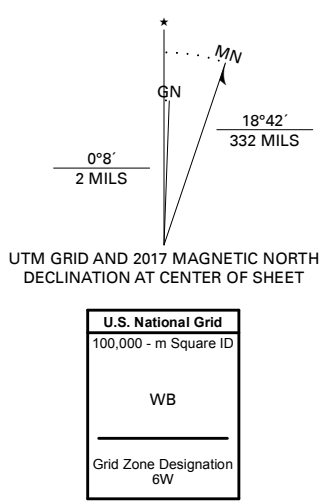 ★
MN
GN
18°42´
332 MILS
0°8´
2 MILS
UTM GRID AND 2017 MAGNETIC NORTH
DECLINATION AT CENTER OF SHEET
U.S. National Grid
100,000 - m Square ID
WB
Grid Zone Designation
6W